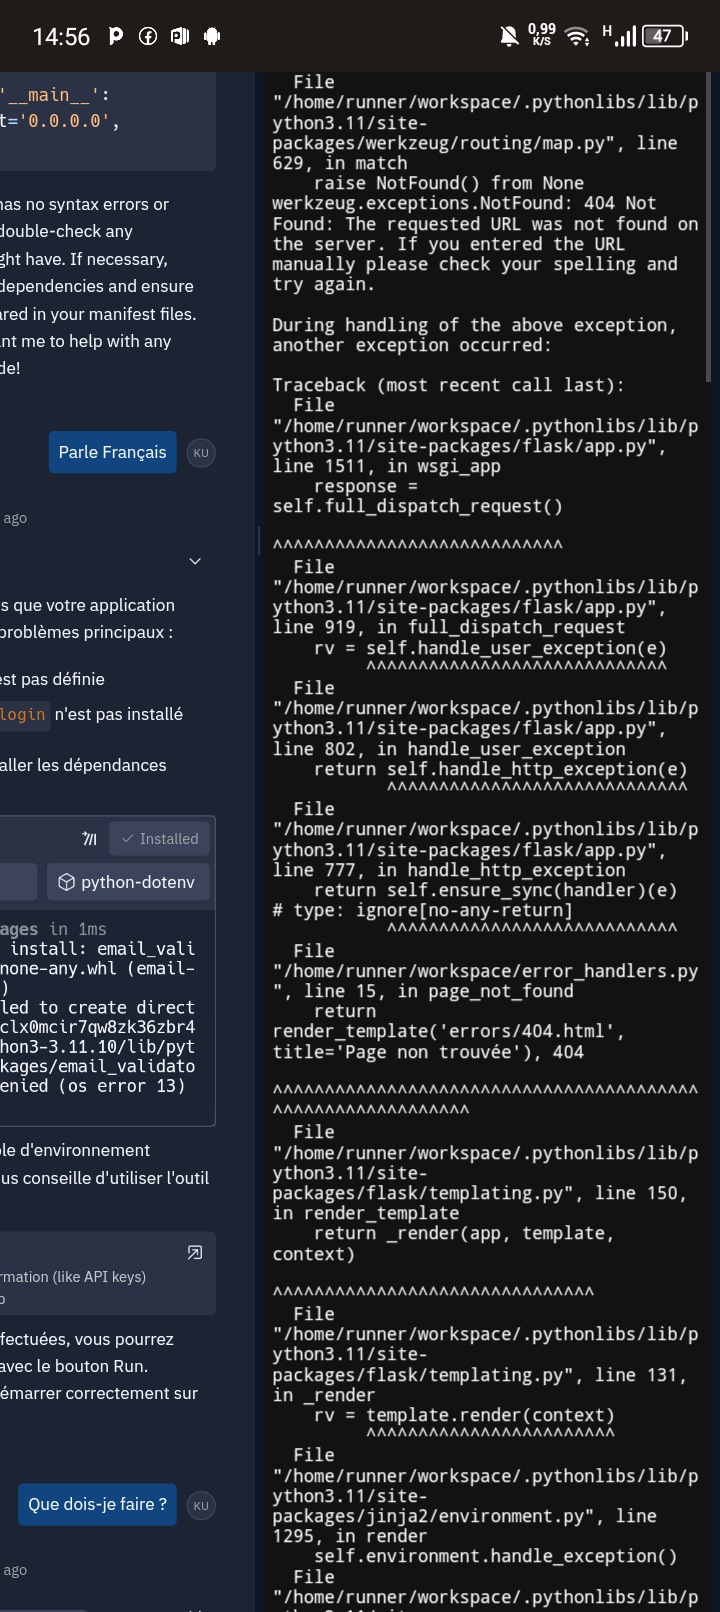 14:56
0,99
K/S
H
47
'__main__':
t='0.0.0.0',
has no syntax errors or
double-check any
ght have. If necessary,
dependencies and ensure
ared in your manifest files.
ant me to help with any
de!
Parle Français
KU
ago
s que votre application
problèmes principaux :
est pas définie
login n'est pas installé
aller les dépendances
Installed
python-dotenv
ages in 1ms
install: email_vali
none-any.whl (email-
)
led to create direct
clx0mcir7qw8zk36zbr4
hon3-3.11.10/lib/pyt
kages/email_validato
enied (os error 13)
ble d'environnement
us conseille d'utiliser l'outil
rmation (like API keys)
p
fectuées, vous pourrez
avec le bouton Run.
émarrer correctement sur
Que dois-je faire ?
KU
ago
File
"/home/runner/workspace/.pythonlibs/lib/p
ython3.11/site-
packages/werkzeug/routing/map.py", line
629, in match
raise NotFound() from None
werkzeug.exceptions.NotFound: 404 Not
Found: The requested URL was not found on
the server. If you entered the URL
manually please check your spelling and
try again.
During handling of the above exception,
another exception occurred:
Traceback (most recent call last):
File
"/home/runner/workspace/.pythonlibs/lib/p
ython3.11/site-packages/flask/app.py",
line 1511, in wsgi_app
response =
self.full_dispatch_request()
^^^^^^^^^^^^^^^^^^^^^^^^^^^^
File
"/home/runner/workspace/.pythonlibs/lib/p
ython3.11/site-packages/flask/app.py",
line 919, in full_dispatch_request
rv = self.handle_user_exception(e)
^^^^^^^^^^^^^^^^^^^^^^^^^^^^^
File
"/home/runner/workspace/.pythonlibs/lib/p
ython3.11/site-packages/flask/app.py",
line 802, in handle_user_exception
return self.handle_http_exception(e)
^^^^^^^^^^^^^^^^^^^^^^^^^^^^^
File
"/home/runner/workspace/.pythonlibs/lib/p
ython3.11/site-packages/flask/app.py",
line 777, in handle_http_exception
return self.ensure_sync(handler)(e)
# type: ignore[no-any-return]
^^^^^^^^^^^^^^^^^^^^^^^^^^^^
File
"/home/runner/workspace/error_handlers.py
", line 15, in page_not_found
return
render_template('errors/404.html',
title='Page non trouvée'), 404
^^^^^^^^^^^^^^^^^^^^^^^^^^^^^^^^^^^^^^^^^
^^^^^^^^^^^^^^^^^^^
File
"/home/runner/workspace/.pythonlibs/lib/p
ython3.11/site-
packages/flask/templating.py", line 150,
in render_template
return _render(app, template,
context)
^^^^^^^^^^^^^^^^^^^^^^^^^^^^^^^
File
"/home/runner/workspace/.pythonlibs/lib/p
ython3.11/site-
packages/flask/templating.py", line 131,
in _render
rv = template.render(context)
^^^^^^^^^^^^^^^^^^^^^^^^
File
"/home/runner/workspace/.pythonlibs/lib/p
ython3.11/site-
packages/jinja2/environment.py", line
1295, in render
self.environment.handle_exception()
File
"/home/runner/workspace/.pythonlibs/lib/p